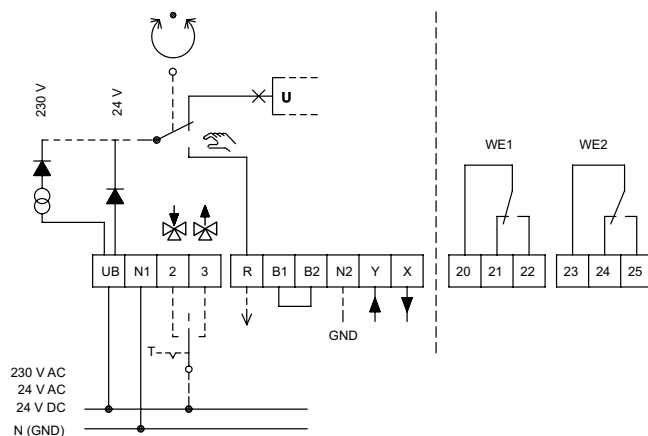 230 V
24 V
U
WE1
WE2
UB N1 2 3 R B1 B2 N2 Y X
20 21 22 23 24 25
GND
T
230 V AC
24 V AC
24 V DC
N (GND)